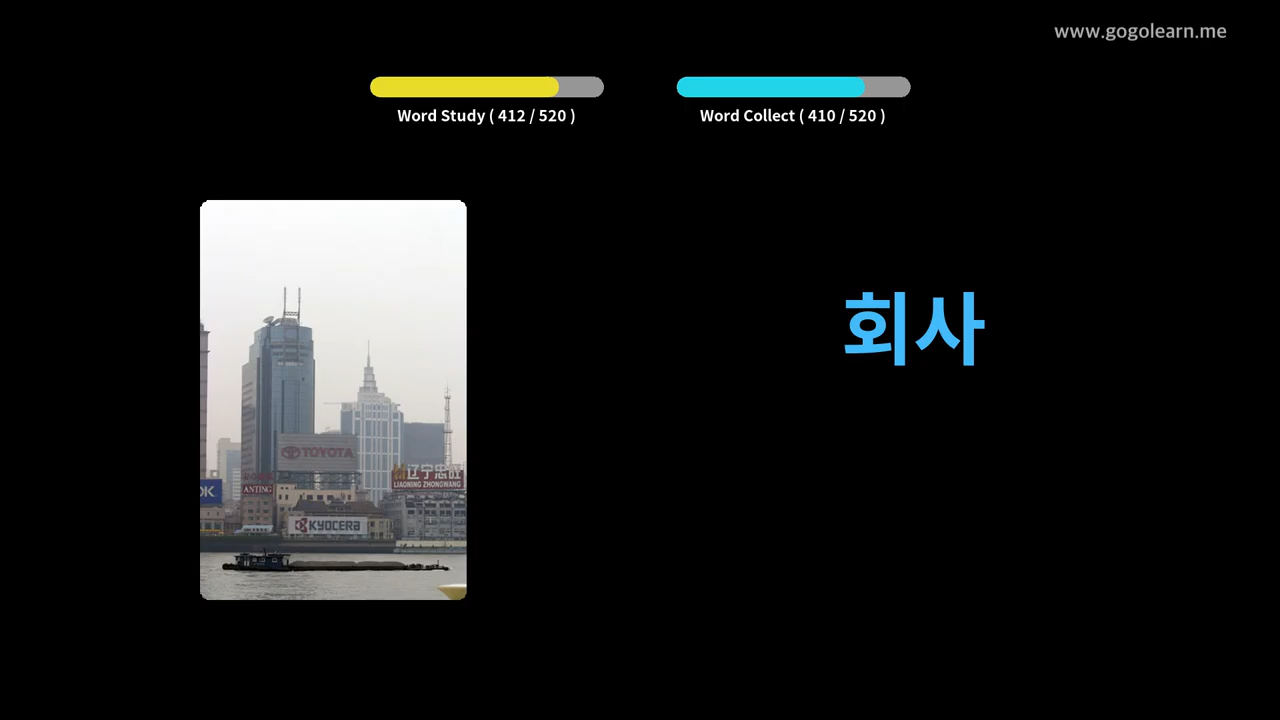 www.gogolearn.me
Word Study ( 412 / 520 )
Word Collect ( 410 / 520 )
회사
TOYOTA
辽宁忠旺
LIAONING ZHONGWANG
OK
ANTING
KYOCERA